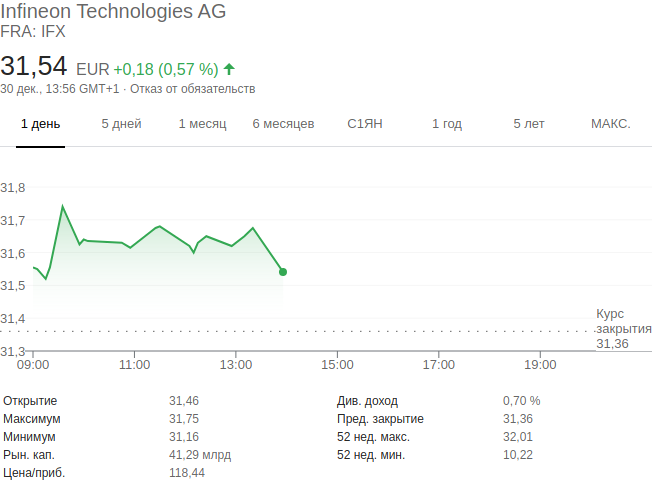 Infineon Technologies AG
FRA: IFX
31,54 EUR +0,18 (0,57 %)
30 дек., 13:56 GMT+1 · Отказ от обязательств
1 день 5 дней 1 месяц 6 месяцев С1ЯН 1 год 5 лет МАКС.
31,8
31,7
31,6
31,5
31,4
31,3
Курс
закрытия
31,36
09:00 11:00 13:00 15:00 17:00 19:00
Открытие 31,46 Див. доход 0,70 %
Максимум 31,75 Пред. закрытие 31,36
Минимум 31,16 52 нед. макс. 32,01
Рын. кап. 41,29 млрд 52 нед. мин. 10,22
Цена/приб. 118,44